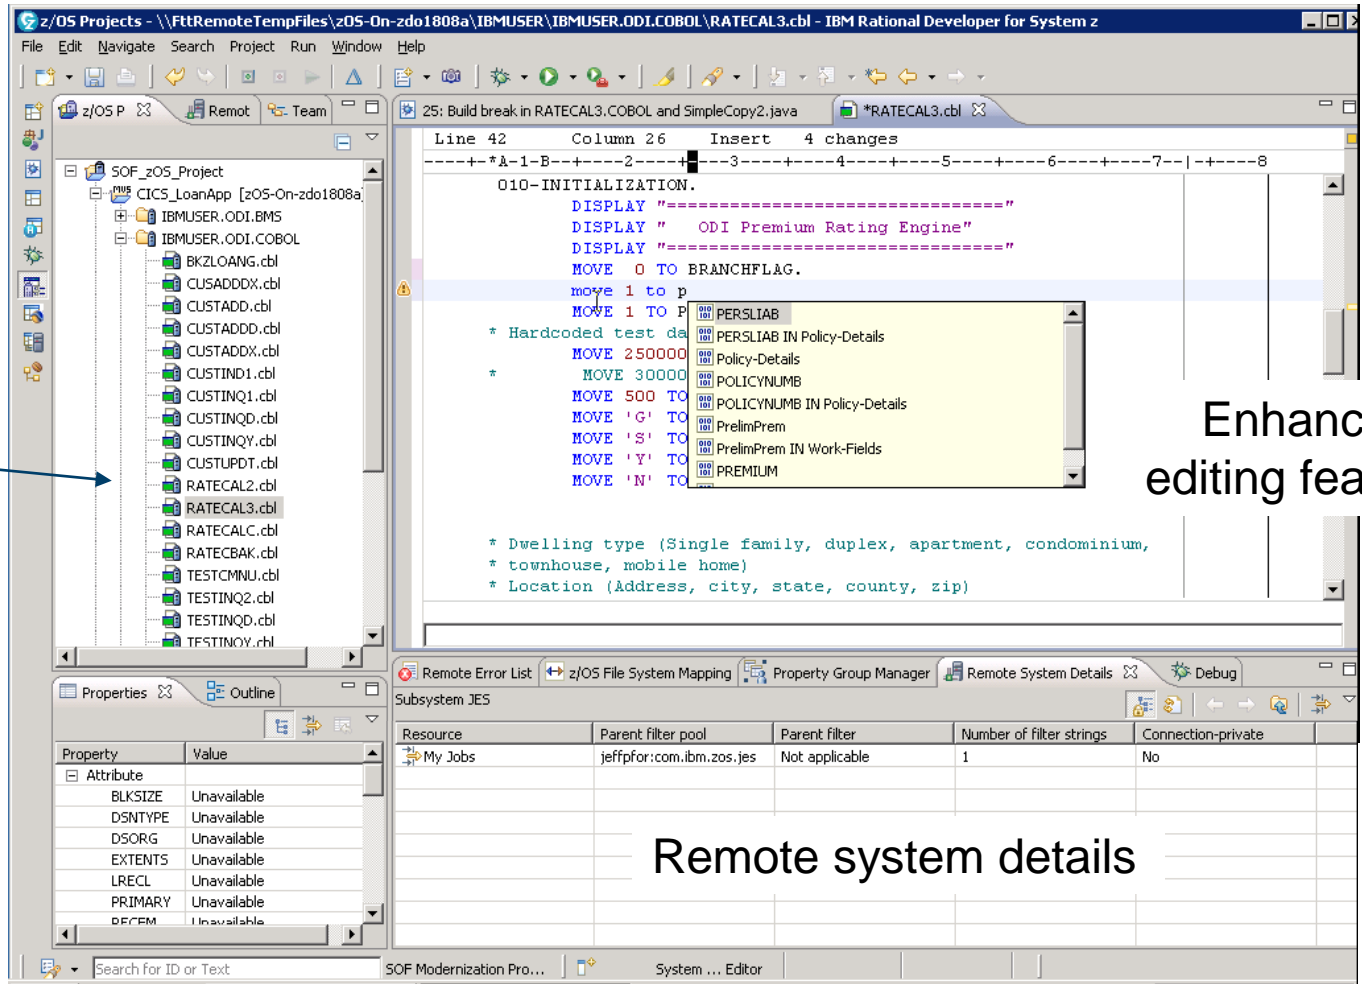 z/OS Projects - \\FttRemoteTempFiles\zOS-On-zdo1808a\IBMUSER\IBMUSER.ODI.COBOL\RATECAL3.cbl - IBM Rational Developer for System z
File Edit Navigate Search Project Run Window Help
z/OS P
Remot
Team
25: Build break in RATECAL3.COBOL and SimpleCopy2.java
*RATECAL3.cbl
SOF_zOS_Project
CICS_LoanApp [zOS-On-zdo1808a]
IBMUSER.ODI.BMS
IBMUSER.ODI.COBOL
BKZLOANG.cbl
CUSADDDX.cbl
CUSTADD.cbl
CUSTADDD.cbl
CUSTADDX.cbl
CUSTIND1.cbl
CUSTINQ1.cbl
CUSTINQD.cbl
CUSTINQY.cbl
CUSTUPDT.cbl
RATECAL2.cbl
RATECAL3.cbl
RATECALC.cbl
RATECBAK.cbl
TESTCMNU.cbl
TESTINQ2.cbl
TESTINQD.cbl
TESTINQY.cbl
Line 42 Column 26 Insert 4 changes
----+-*A-1-B--+----2----+----3----+----4----+----5----+----6----+----7--|-+----8
010-INITIALIZATION.
DISPLAY "================================"
DISPLAY "   ODI Premium Rating Engine"
DISPLAY "================================"
MOVE  0 TO BRANCHFLAG.
move 1 to p
MOVE 1 TO P
* Hardcoded test da
MOVE 250000
* MOVE 30000
MOVE 500 TO
MOVE 'G' TO
MOVE 'S' TO
MOVE 'Y' TO
MOVE 'N' TO
PERSLIAB
PERSLIAB IN Policy-Details
Policy-Details
POLICYNUMB
POLICYNUMB IN Policy-Details
PrelimPrem
PrelimPrem IN Work-Fields
PREMIUM
* Dwelling type (Single family, duplex, apartment, condominium,
* townhouse, mobile home)
* Location (Address, city, state, county, zip)
Enhanc
editing fea
Properties
Outline
Property Value
Attribute
BLKSIZE Unavailable
DSNTYPE Unavailable
DSORG Unavailable
EXTENTS Unavailable
LRECL Unavailable
PRIMARY Unavailable
RECFM Unavailable
Remote Error List
z/OS File System Mapping
Property Group Manager
Remote System Details
Debug
Subsystem JES
Resource Parent filter pool Parent filter Number of filter strings Connection-private
My Jobs jeffpfor:com.ibm.zos.jes Not applicable 1 No
Remote system details
Search for ID or Text
SOF Modernization Pro...
System ... Editor